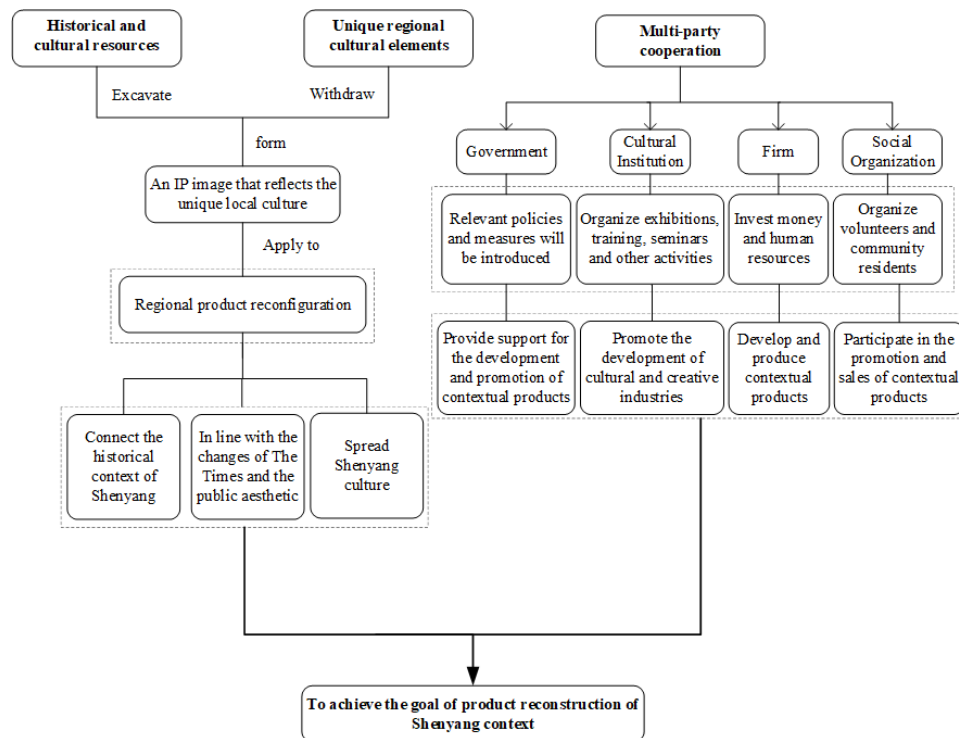 Historical and
cultural resources
Unique regional
cultural elements
Multi-party
cooperation
Excavate
Withdraw
form
An IP image that reflects the
unique local culture
Apply to
Regional product reconfiguration
Connect the
historical
context of
Shenyang
In line with the
changes of The
Times and the
public aesthetic
Spread
Shenyang
culture
Government
Cultural
Institution
Firm
Social
Organization
Relevant policies
and measures will
be introduced
Organize exhibitions,
training, seminars
and other activities
Invest money
and human
resources
Organize
volunteers and
community
residents
Provide support for
the development
and promotion of
contextual products
Promote the
development of
cultural and creative
industries
Develop and
produce
contextual
products
Participate in the
promotion and
sales of contextual
products
To achieve the goal of product reconstruction of
Shenyang context